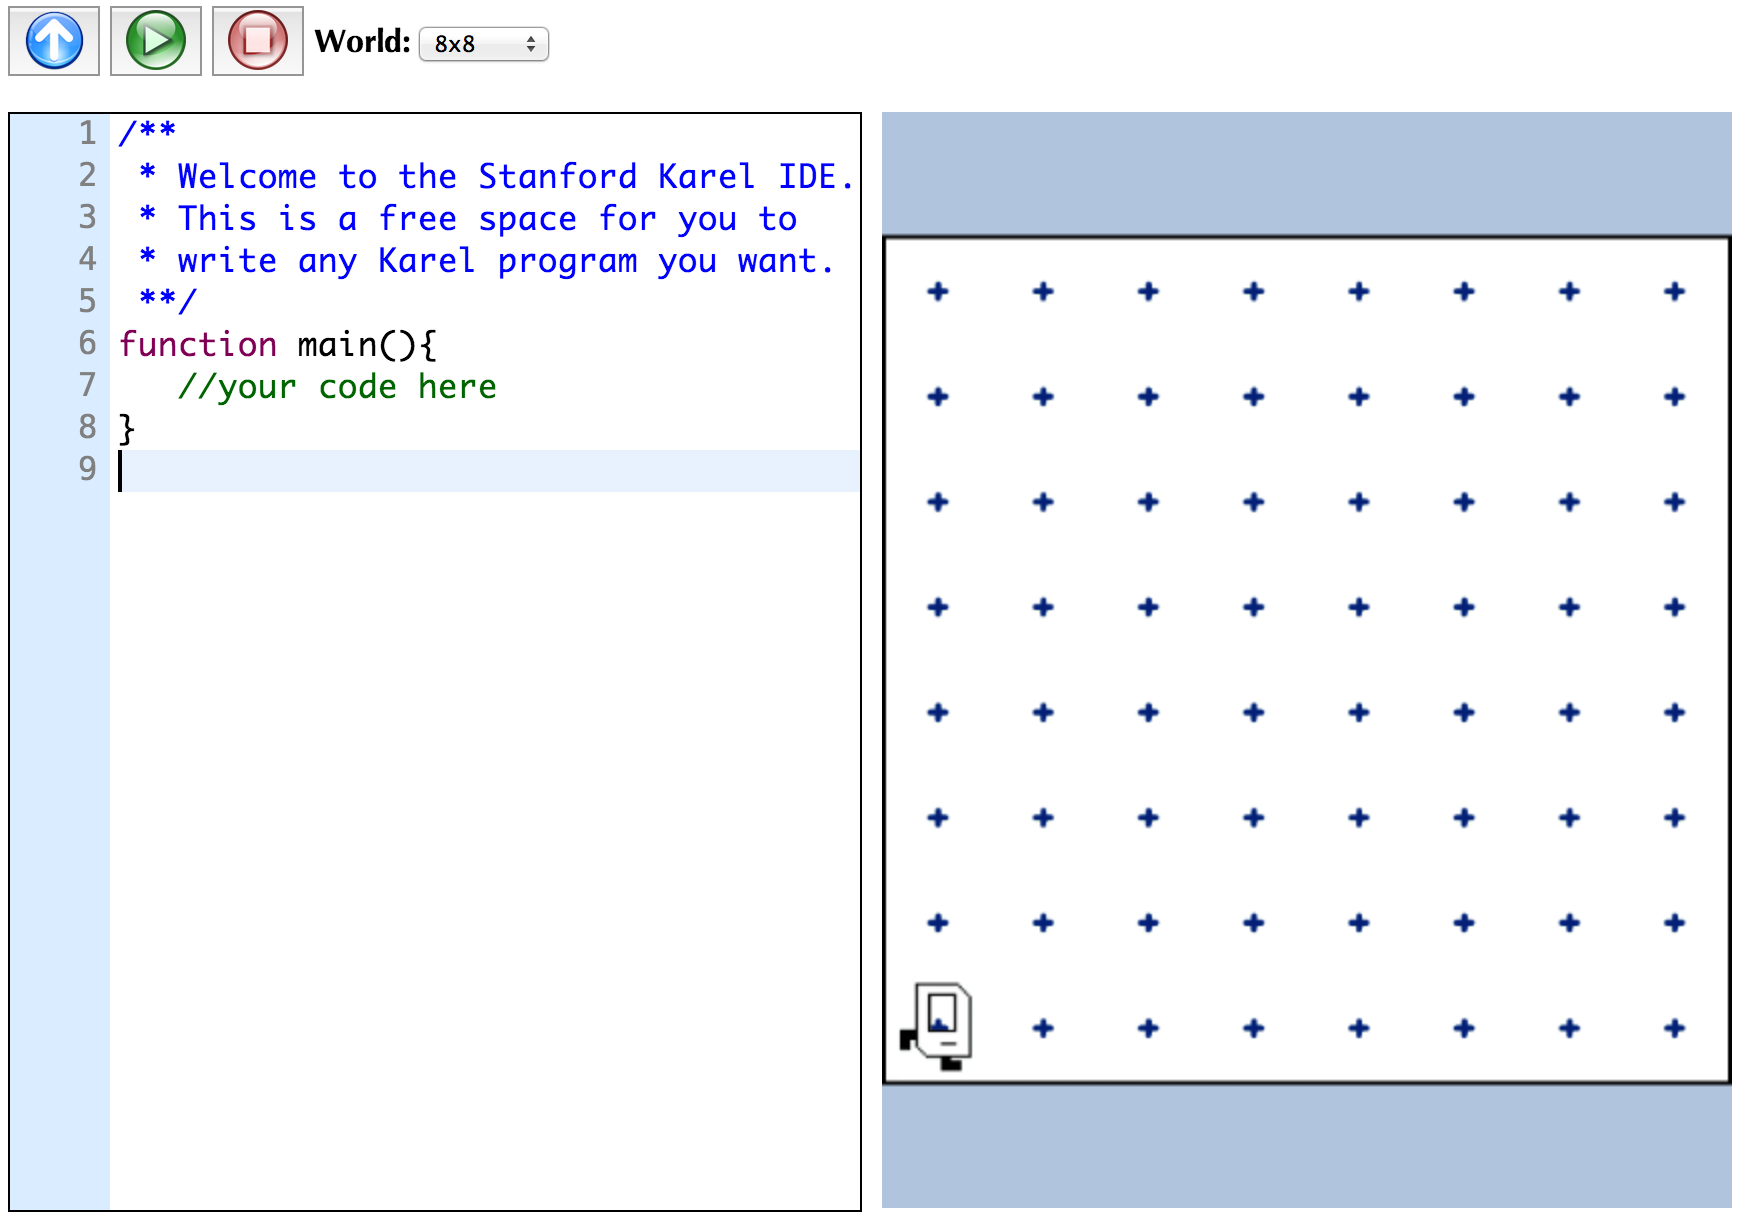 World: 8x8
1 /**
2  * Welcome to the Stanford Karel IDE.
3  * This is a free space for you to
4  * write any Karel program you want.
5  **/
6 function main(){
7    //your code here
8 }
9